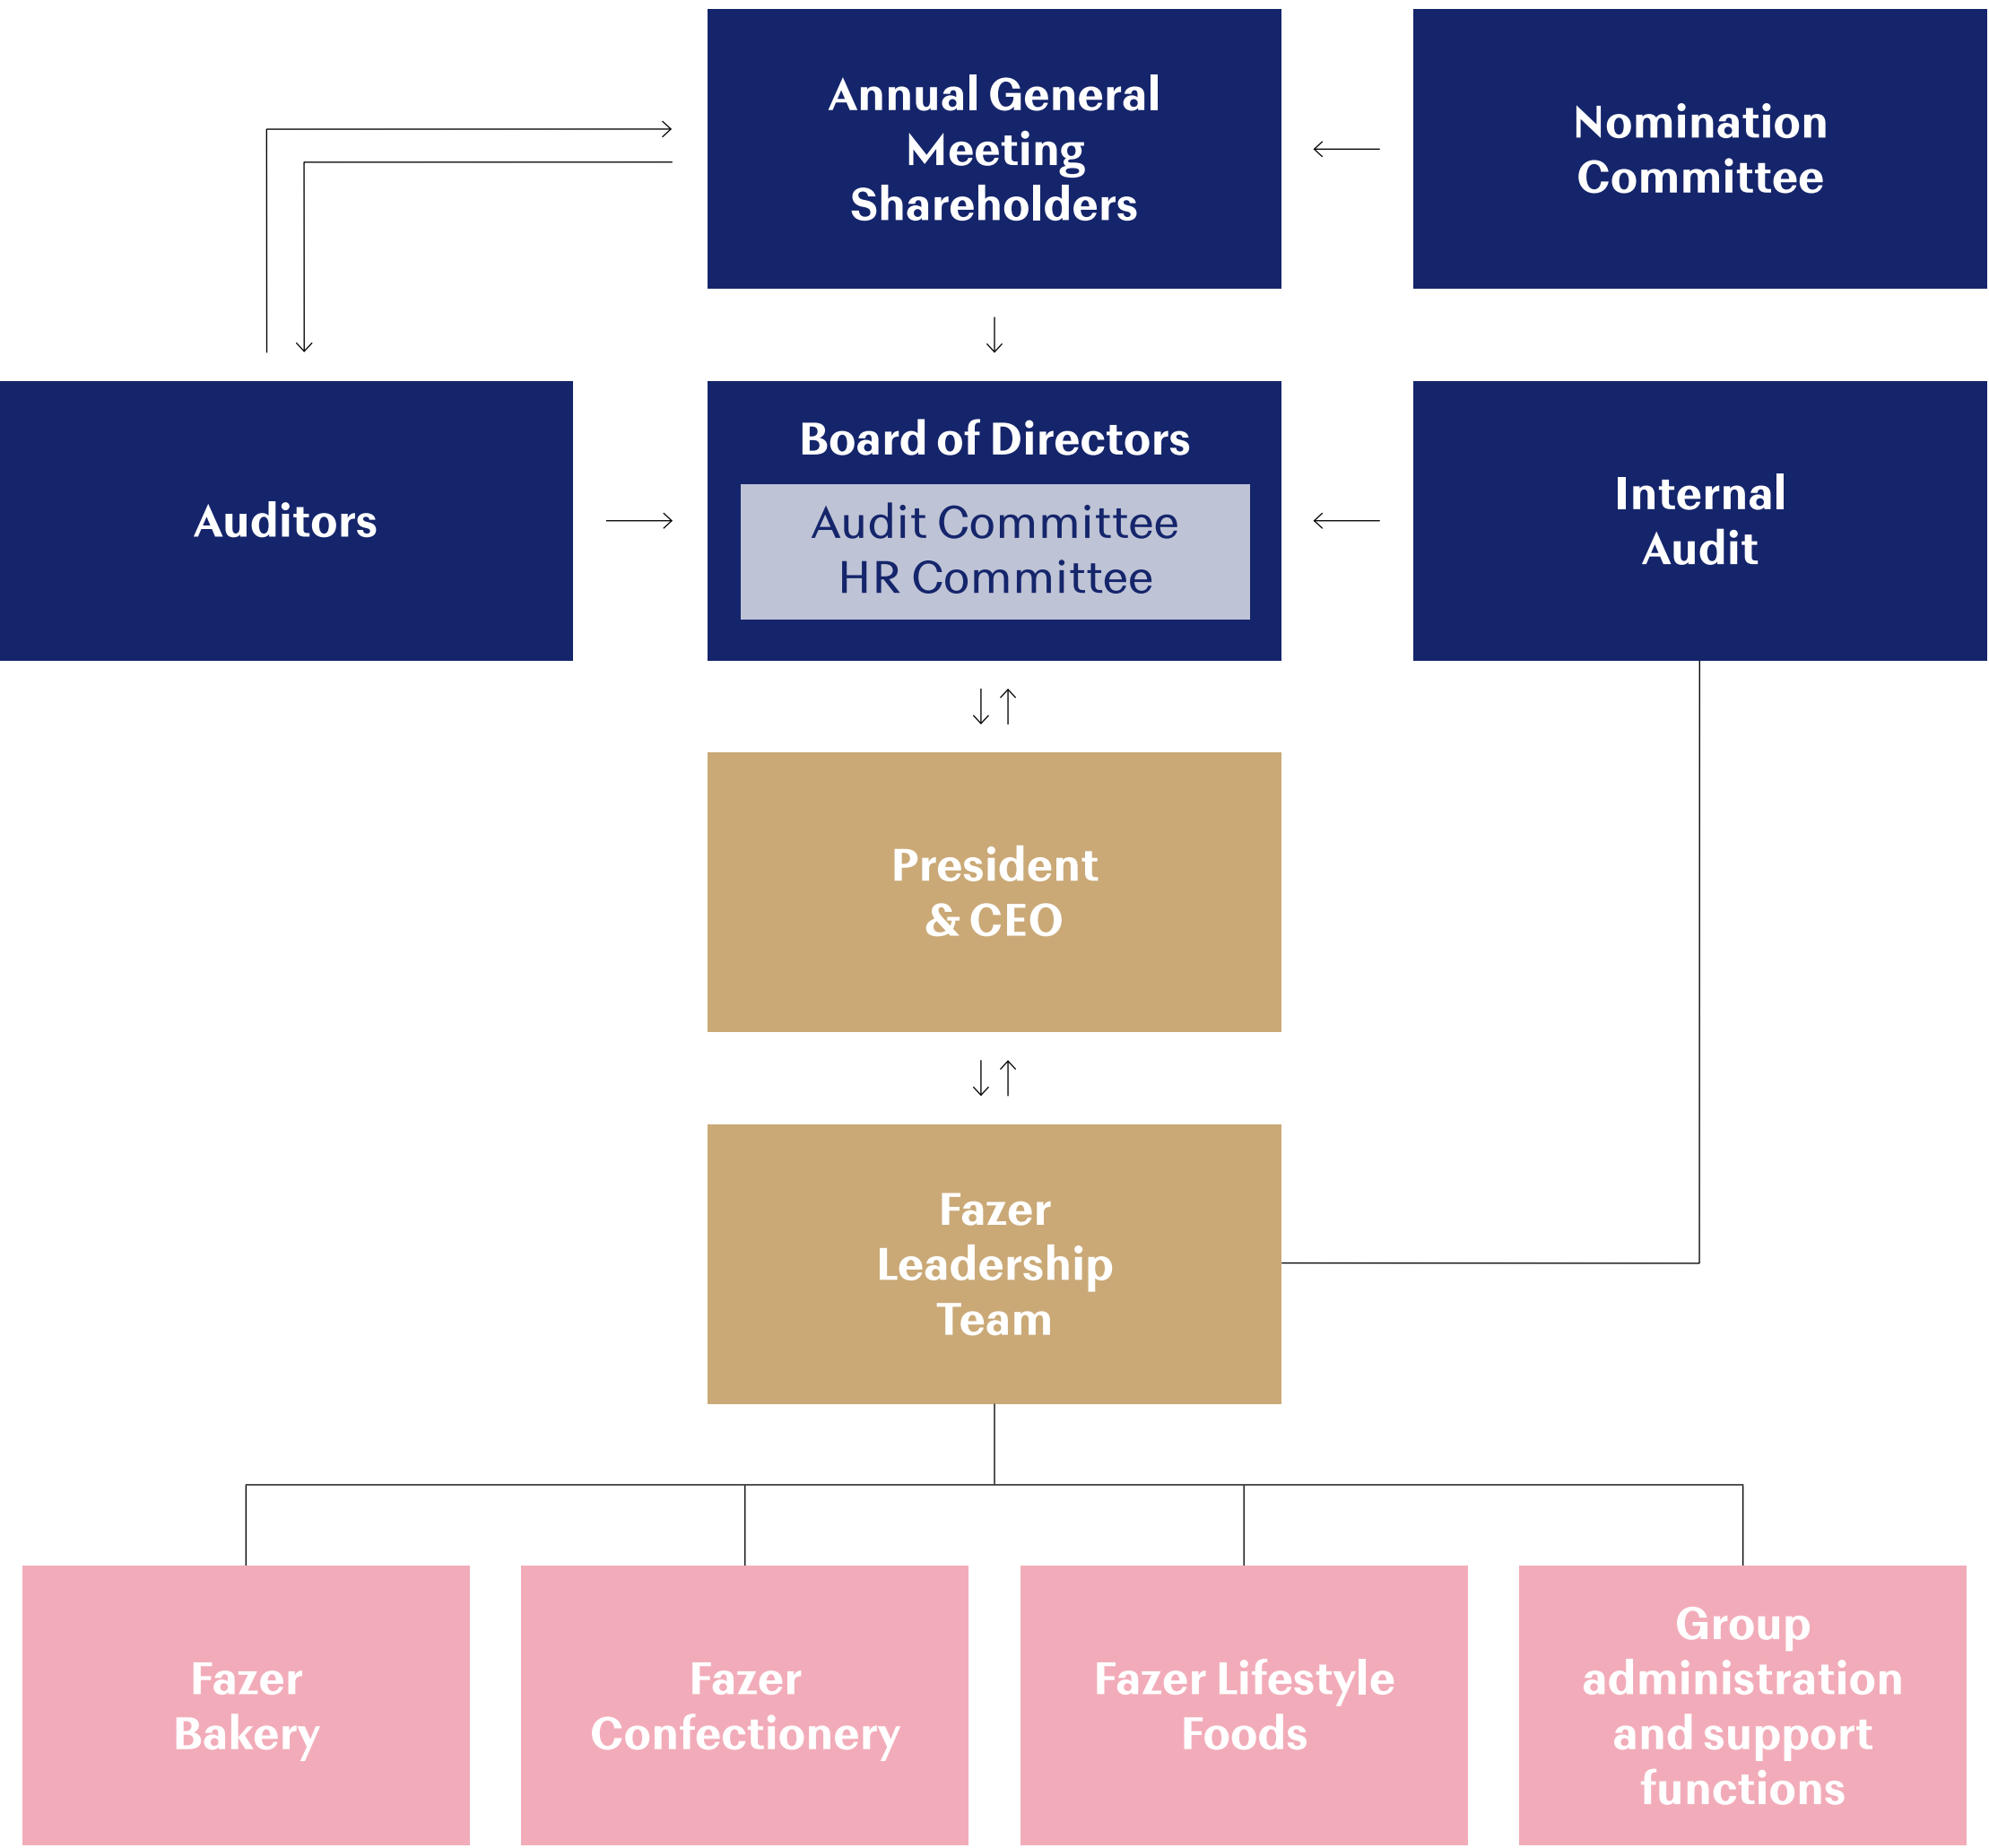 Annual General
Meeting
Shareholders
Nomination
Committee
Auditors
Board of Directors
Audit Committee
HR Committee
Internal
Audit
President
& CEO
Fazer
Leadership
Team
Fazer
Bakery
Fazer
Confectionery
Fazer Lifestyle
Foods
Group
administration
and support
functions